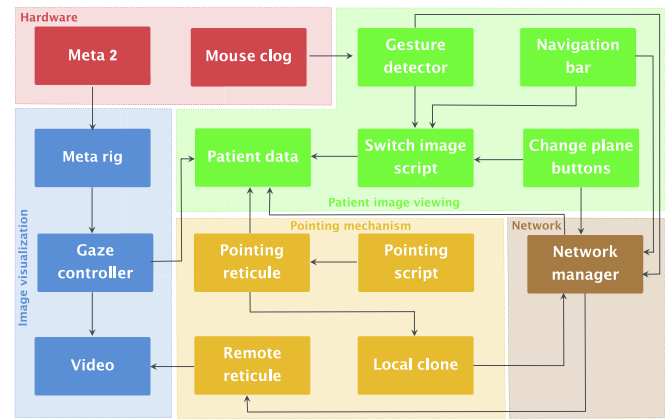 Hardware
Meta 2
Mouse clog
Gesture
detector
Navigation
bar
Meta rig
Patient data
Switch image
script
Change plane
buttons
Patient image viewing
Image visualization
Pointing mechanism
Network
Gaze
controller
Pointing
reticule
Pointing
script
Network
manager
Video
Remote
reticule
Local clone